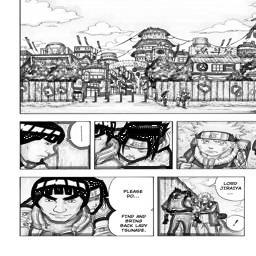 !
LORD
JIRAIYA
...
!
PLEASE
DO...
FIND AND
BRING
BACK LADY
TSUNADE.